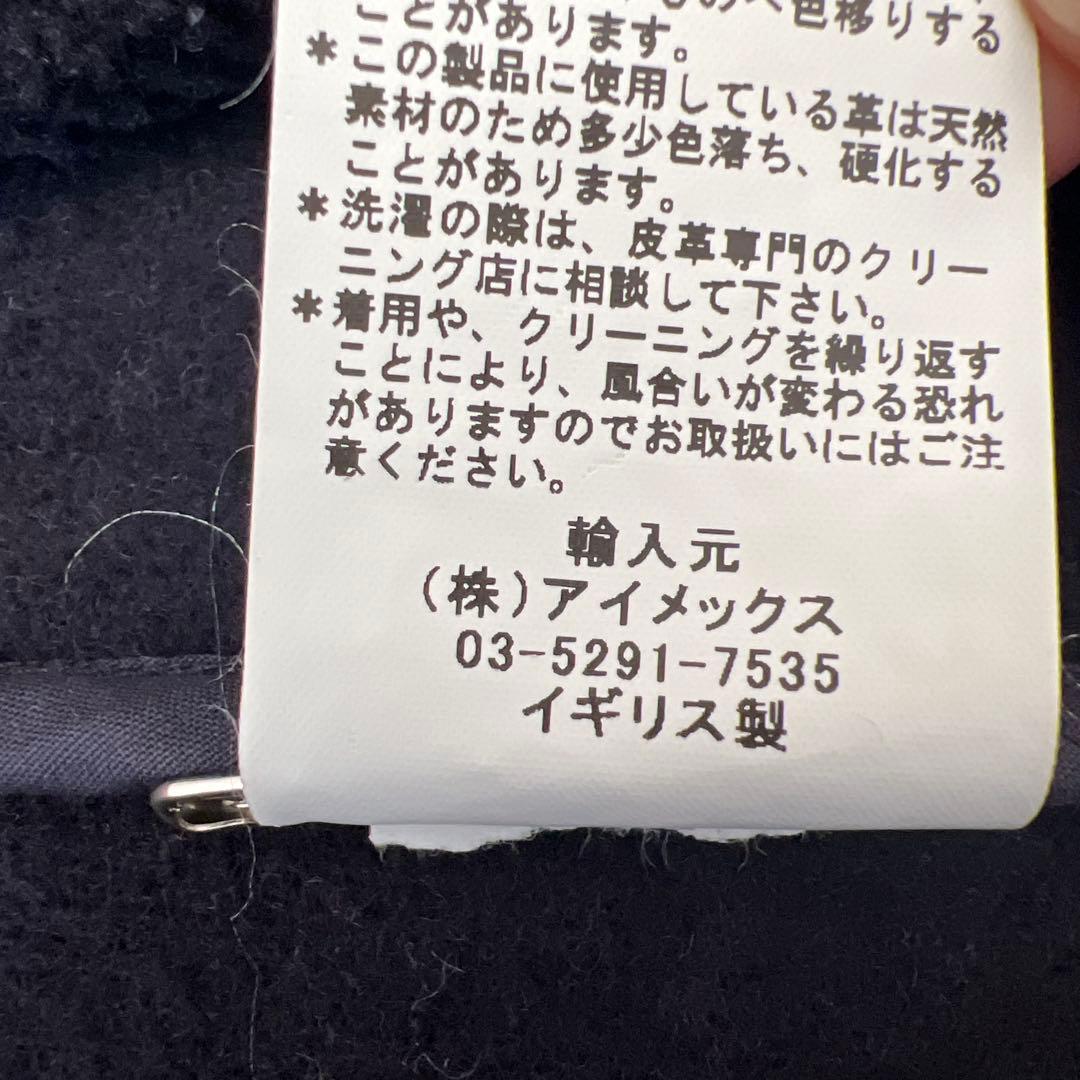 色移りする
ことがあります。
＊この製品に使用している革は天然
素材のため多少色落ち、硬化する
ことがあります。
＊洗濯の際は、皮革専門のクリー
ニング店に相談して下さい。
＊着用や、クリーニングを繰り返す
ことにより、風合いが変わる恐れ
がありますのでお取扱いにはご注
意ください。
輸入元
(株)アイメックス
03-5291-7535
イギリス製